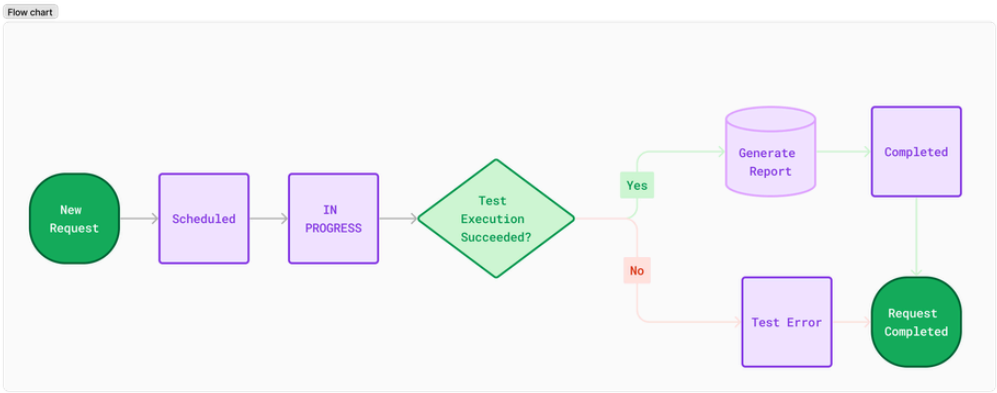 Flow chart
New
Request
Scheduled
IN
PROGRESS
Test
Execution
Succeeded?
Yes
No
Generate
Report
Completed
Test Error
Request
Completed